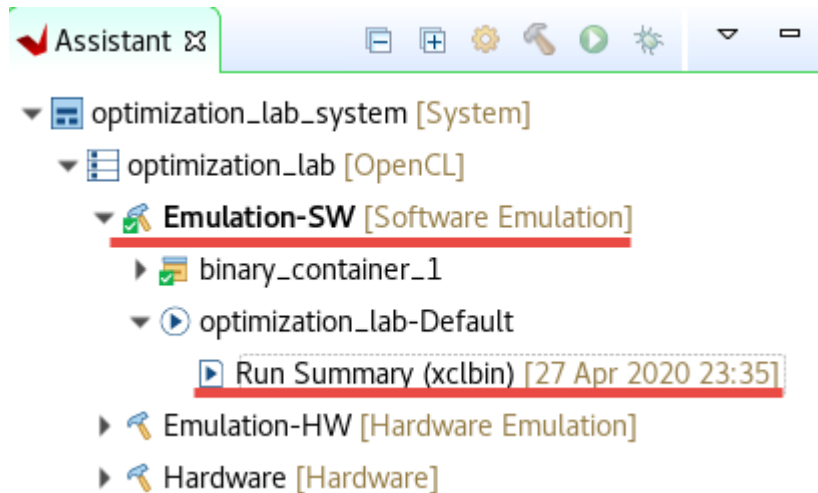 Assistant
optimization_lab_system [System]
optimization_lab [OpenCL]
Emulation-SW [Software Emulation]
binary_container_1
optimization_lab-Default
Run Summary (xclbin) [27 Apr 2020 23:35]
Emulation-HW [Hardware Emulation]
Hardware [Hardware]